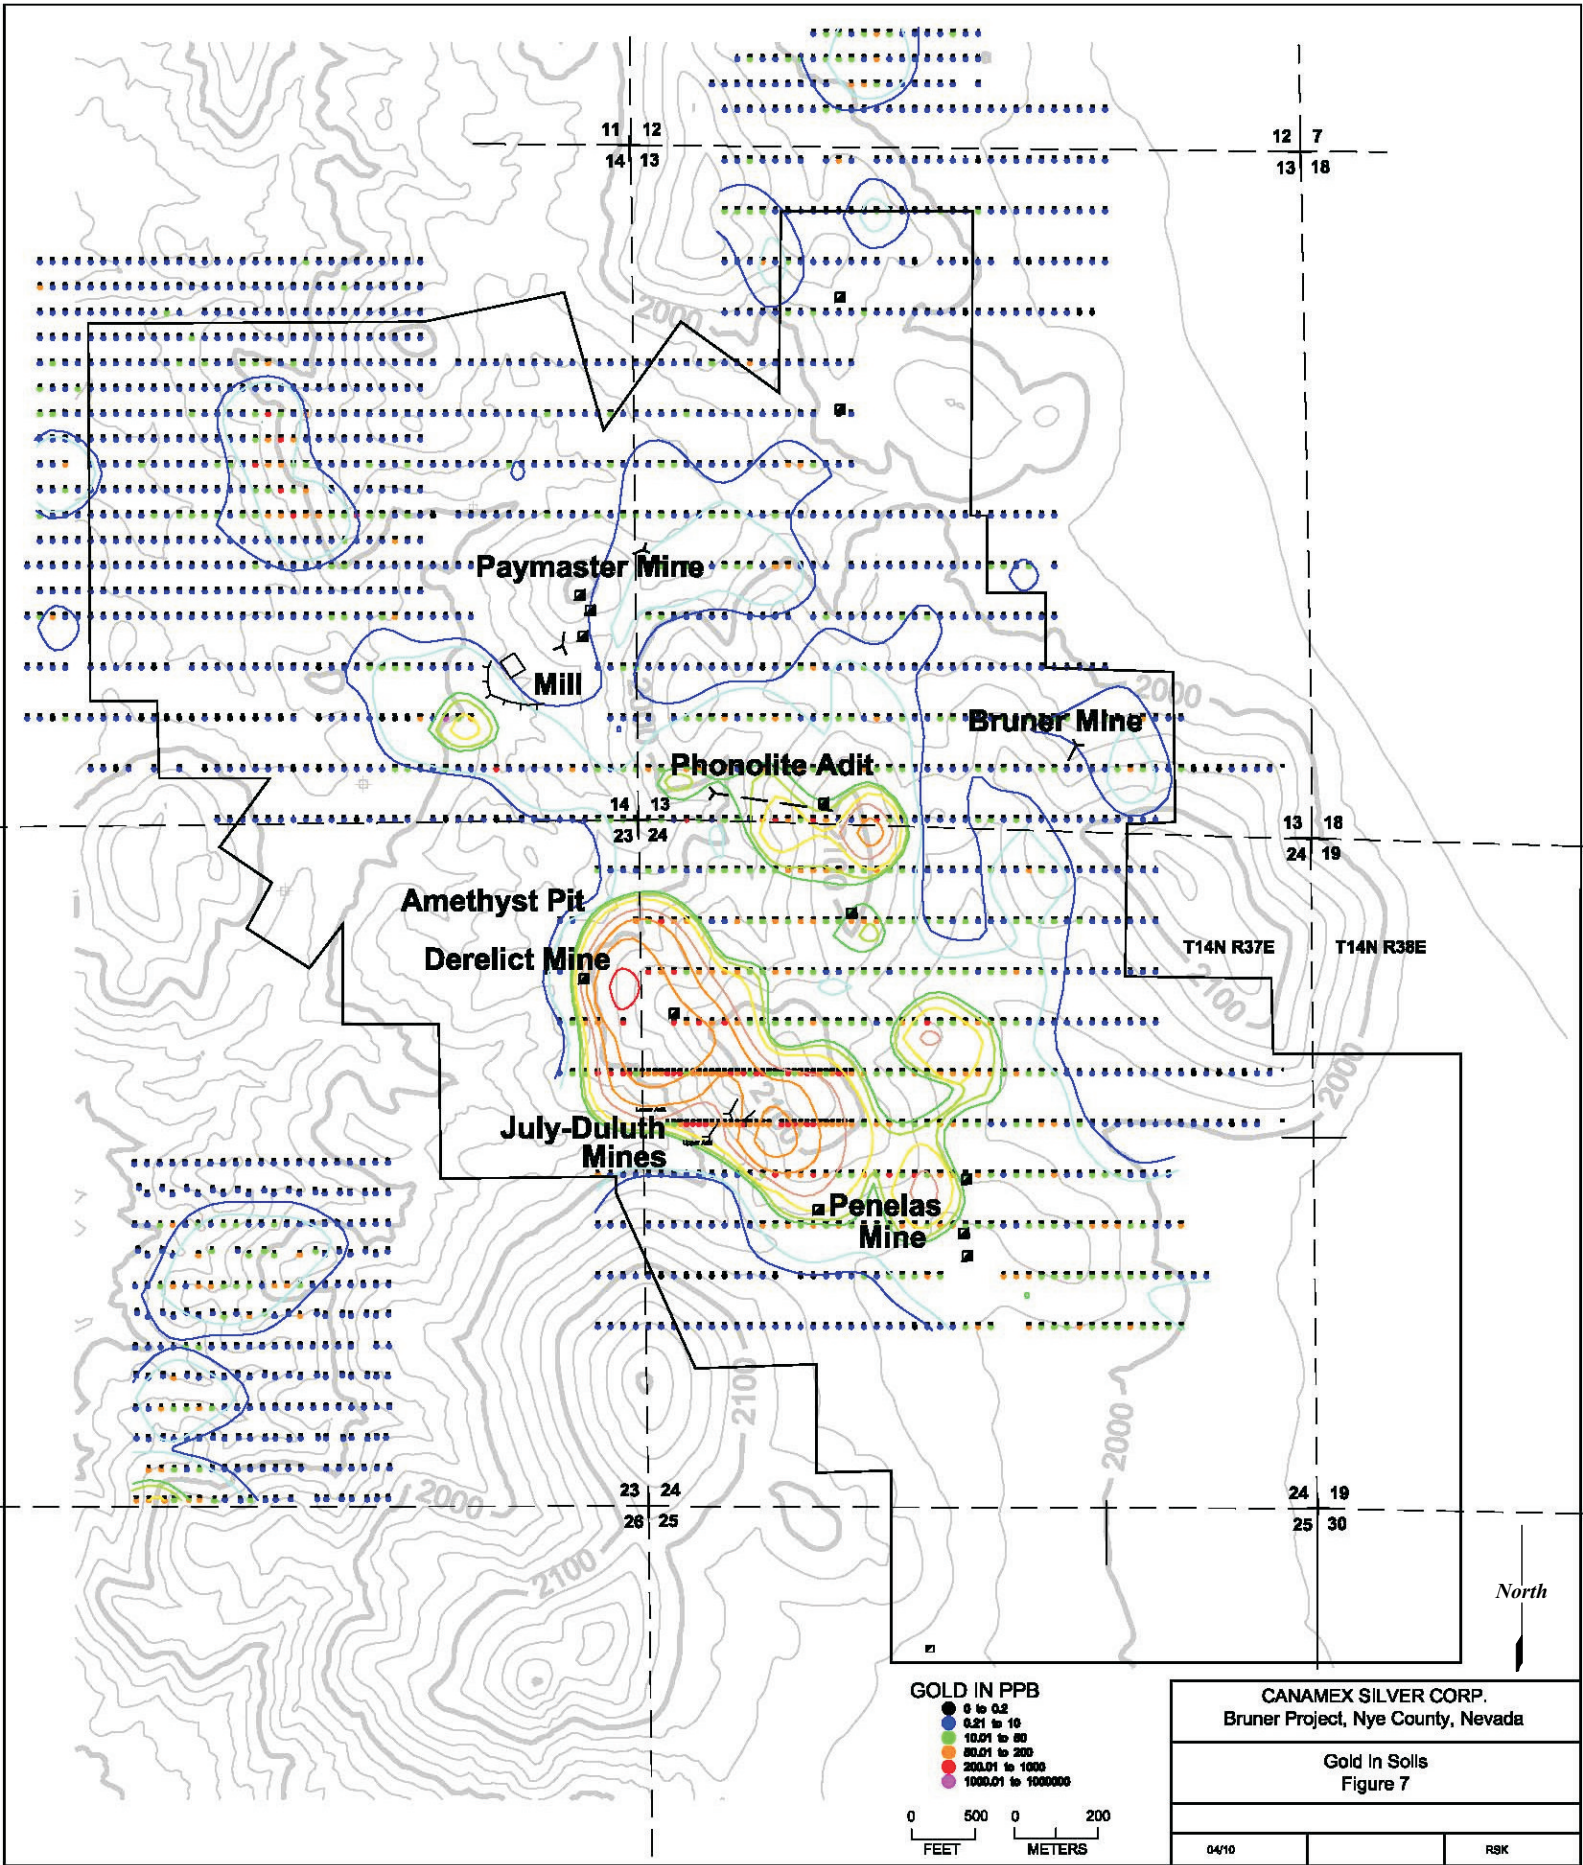 11 12
14 13
12 7
13 18
2000
Paymaster Mine
Mill
2000
Bruner Mine
Phonolite Adit
14 13
23 24
13 18
24 19
Amethyst Pit
T14N R37E
T14N R38E
Derelict Mine
2100
2000
Lower Adit
July-Duluth
Mines
Upper Adit
Penelas
Mine
2100
2000
2000
23 24
26 25
24 19
25 30
2100
North
GOLD IN PPB
0 to 0.2
0.21 to 10
10.01 to 50
50.01 to 200
200.01 to 1000
1000.01 to 1000000
0 500 0 200
FEET METERS
CANAMEX SILVER CORP.
Bruner Project, Nye County, Nevada
Gold In Soils
Figure 7
04/10
RSK